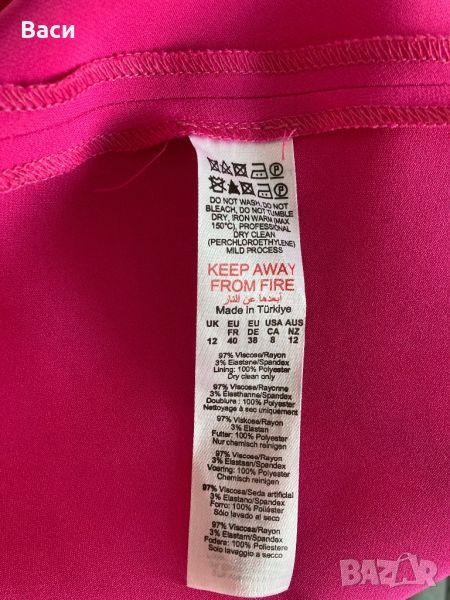 Васи
DO NOT WASH, DO NOT
BLEACH, DO NOT TUMBLE
DRY, IRON WARM (MAX
150°C), PROFESSIONAL
DRY CLEAN
(PERCHLOROETHYLENE)
MILD PROCESS
KEEP AWAY
FROM FIRE
أبعدها عن النار
Made in Türkiye
UK EU EU USA AUS
FR DE CA NZ
12 40 38 8 12
97% Viscose/Rayon
3% Elastane/Spandex
Lining: 100% Polyester
Dry clean only
97% Viscose/Rayonne
3% Elasthanne/Spandex
Doublure : 100% Polyester
Nettoyage à sec uniquement
97% Viskose/Rayon
3% Elastan
Futter: 100% Polyester
Nur chemisch reinigen
97% Viscose/Rayon
3% Elastaan/Spandex
Voering: 100% Polyester
Chemisch reinigen
97% Viscosa/Seda artificial
3% Elastano/Spandex
Forro: 100% Poliéster
Sólo lavado al seco
97% Viscosa/Rayon
3% Elastam/Spandex
Fodera: 100% Poliestere
Solo lavaggio a secco
BAZAR